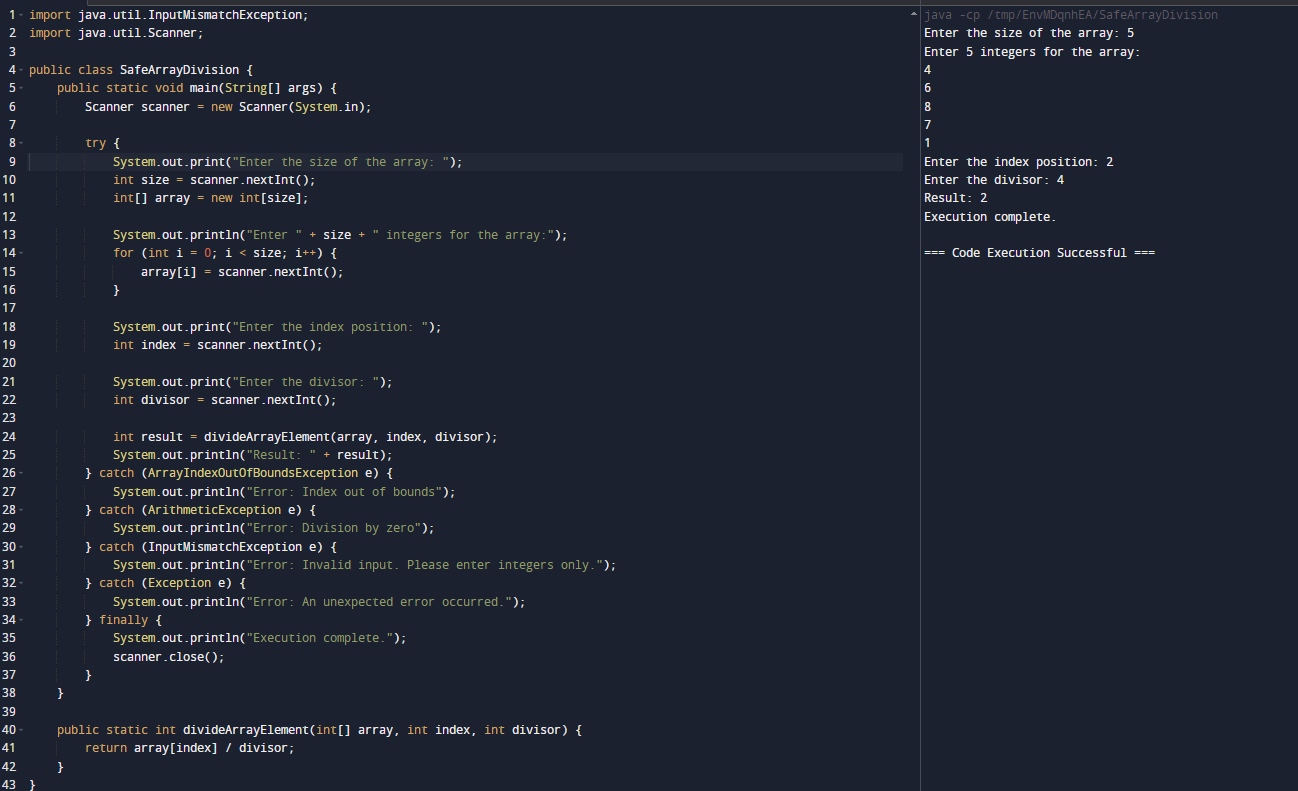 1 import java.util.InputMismatchException;
2 import java.util.Scanner;
3
4 public class SafeArrayDivision {
5     public static void main(String[] args) {
6         Scanner scanner = new Scanner(System.in);
7
8         try {
9             System.out.print("Enter the size of the array: ");
10             int size = scanner.nextInt();
11             int[] array = new int[size];
12
13             System.out.println("Enter " + size + " integers for the array:");
14             for (int i = 0; i < size; i++) {
15                 array[i] = scanner.nextInt();
16             }
17
18             System.out.print("Enter the index position: ");
19             int index = scanner.nextInt();
20
21             System.out.print("Enter the divisor: ");
22             int divisor = scanner.nextInt();
23
24             int result = divideArrayElement(array, index, divisor);
25             System.out.println("Result: " + result);
26         } catch (ArrayIndexOutOfBoundsException e) {
27             System.out.println("Error: Index out of bounds");
28         } catch (ArithmeticException e) {
29             System.out.println("Error: Division by zero");
30         } catch (InputMismatchException e) {
31             System.out.println("Error: Invalid input. Please enter integers only.");
32         } catch (Exception e) {
33             System.out.println("Error: An unexpected error occurred.");
34         } finally {
35             System.out.println("Execution complete.");
36             scanner.close();
37         }
38     }
39
40     public static int divideArrayElement(int[] array, int index, int divisor) {
41         return array[index] / divisor;
42     }
43 }
java -cp /tmp/EnvMDqnhEA/SafeArrayDivision
Enter the size of the array: 5
Enter 5 integers for the array:
4
6
8
7
1
Enter the index position: 2
Enter the divisor: 4
Result: 2
Execution complete.

=== Code Execution Successful ===